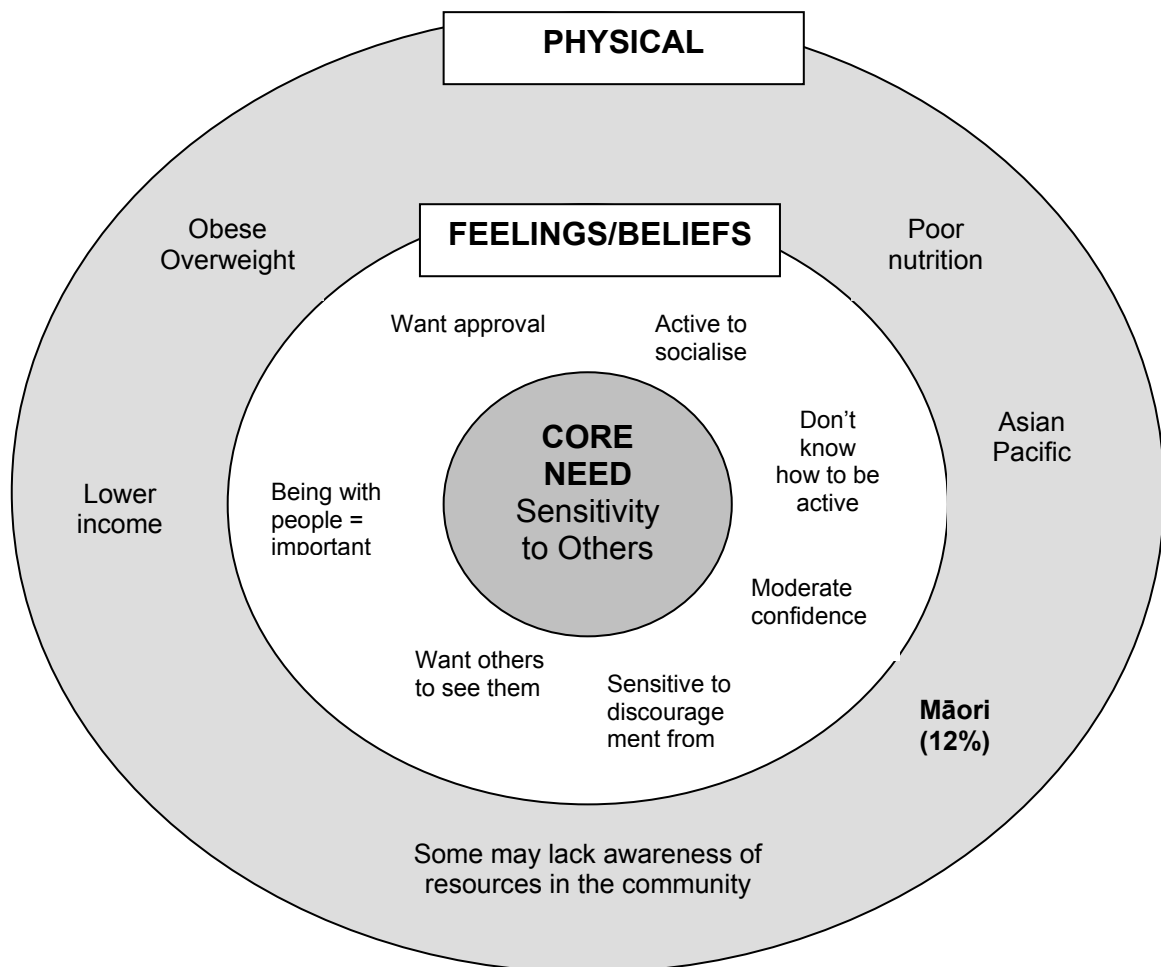 PHYSICAL
Obese
Overweight
Poor
nutrition
FEELINGS/BELIEFS
Want approval
Active to
socialise
CORE
NEED
Sensitivity
to Others
Don’t
know
how to be
active
Asian
Pacific
Lower
income
Being with
people =
important
Moderate
confidence
Want others
to see them
Sensitive to
discourage
ment from
Māori
(12%)
Some may lack awareness of
resources in the community